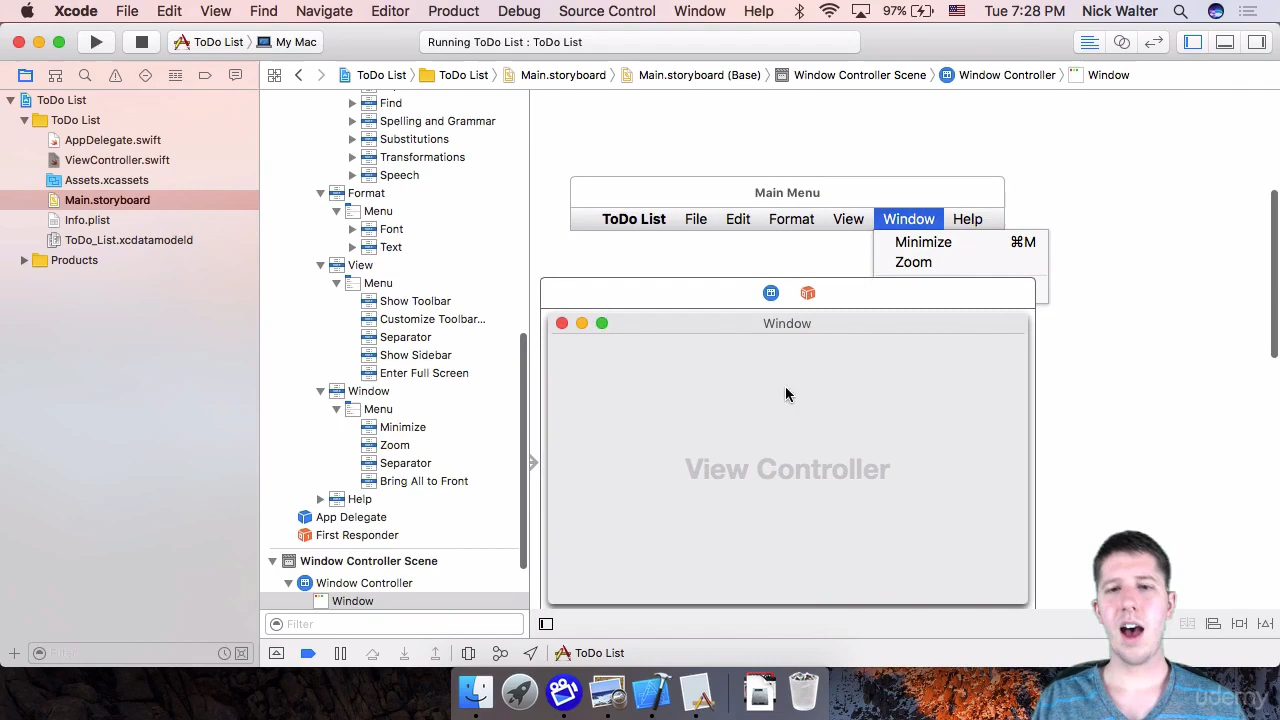 Xcode File Edit View Find Navigate Editor Product Debug Source Control Window Help 97% Tue 7:28 PM Nick Walter
ToDo List My Mac Running ToDo List : ToDo List
ToDo List ToDo List Main.storyboard Main.storyboard (Base) Window Controller Scene Window Controller Window
ToDo List
ToDo List
AppDelegate.swift
ViewController.swift
Assets.xcassets
Main.storyboard
Info.plist
ToDo_List.xcdatamodeld
Products
Filter
Find
Spelling and Grammar
Substitutions
Transformations
Speech
Format
Menu
Font
Text
View
Menu
Show Toolbar
Customize Toolbar...
Separator
Show Sidebar
Enter Full Screen
Window
Menu
Minimize
Zoom
Separator
Bring All to Front
Help
App Delegate
First Responder
Window Controller Scene
Window Controller
Window
Filter
Main Menu
ToDo List File Edit Format View Window Help
Minimize ⌘M
Zoom
Window
View Controller
ToDo List
udemy